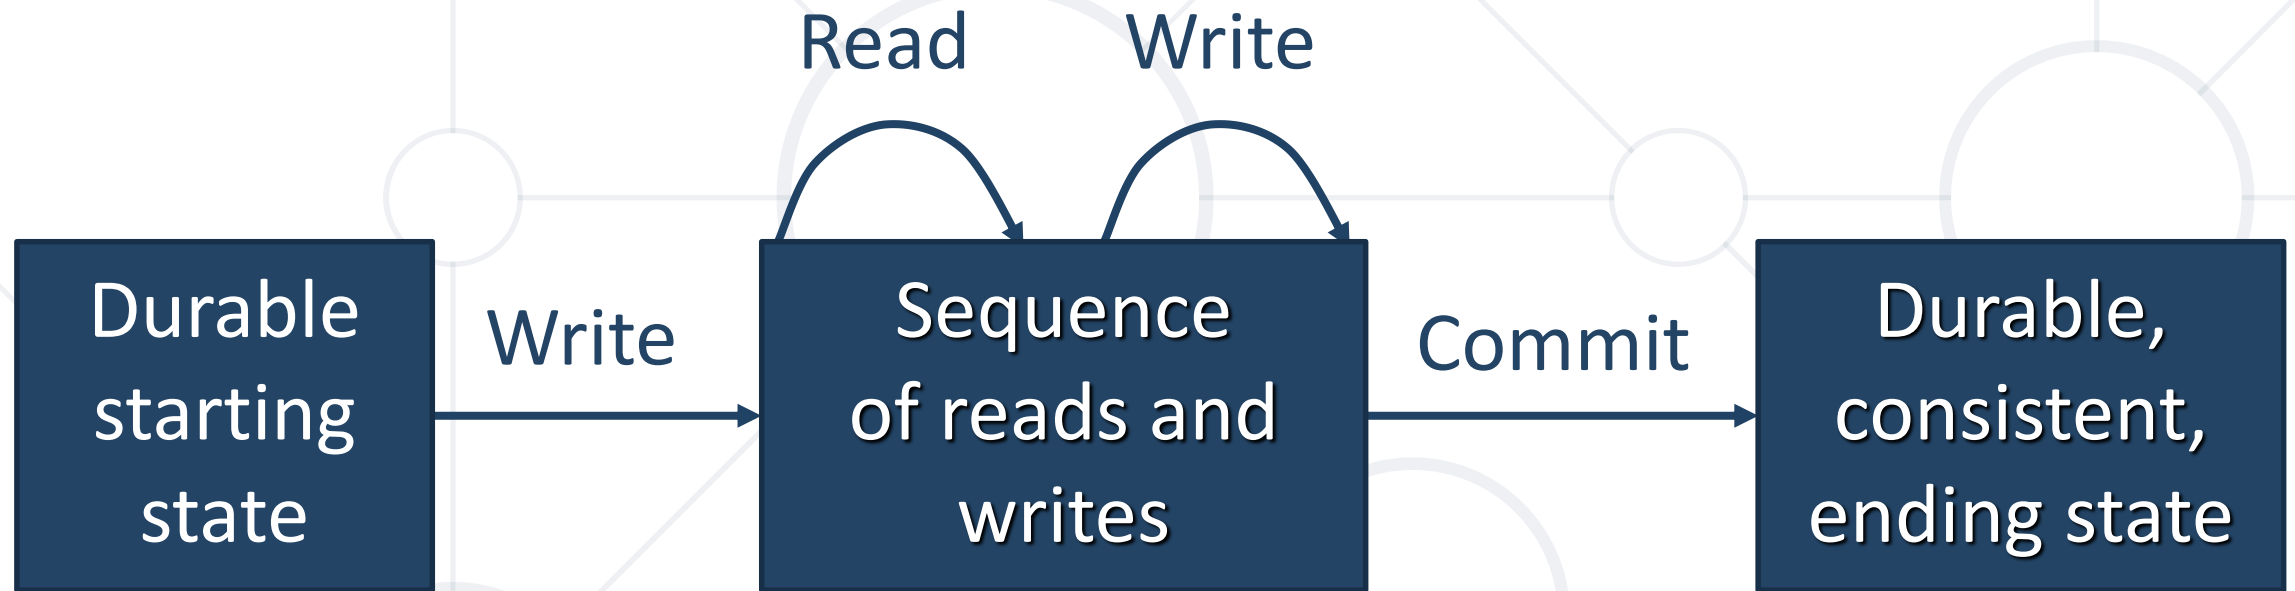 Read
Write
Durable
starting
state
Write
Sequence
of reads and
writes
Commit
Durable,
consistent,
ending state